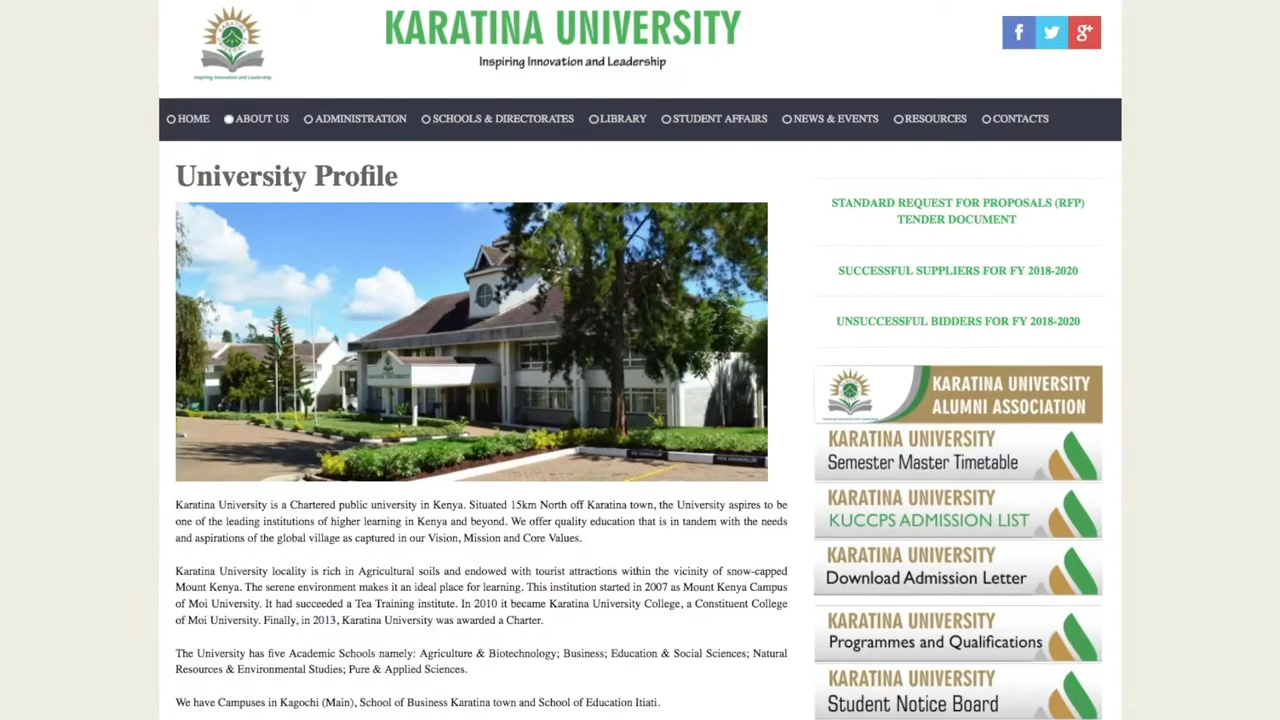 KARATINA UNIVERSITY
Inspiring Innovation and Leadership
Inspiring Innovation and Leadership
HOME ABOUT US ADMINISTRATION SCHOOLS & DIRECTORATES LIBRARY STUDENT AFFAIRS NEWS & EVENTS RESOURCES CONTACTS
University Profile
Karatina University is a Chartered public university in Kenya. Situated 15km North off Karatina town, the University aspires to be
one of the leading institutions of higher learning in Kenya and beyond. We offer quality education that is in tandem with the needs
and aspirations of the global village as captured in our Vision, Mission and Core Values.
Karatina University locality is rich in Agricultural soils and endowed with tourist attractions within the vicinity of snow-capped
Mount Kenya. The serene environment makes it an ideal place for learning. This institution started in 2007 as Mount Kenya Campus
of Moi University. It had succeeded a Tea Training institute. In 2010 it became Karatina University College, a Constituent College
of Moi University. Finally, in 2013, Karatina University was awarded a Charter.
The University has five Academic Schools namely: Agriculture & Biotechnology; Business; Education & Social Sciences; Natural
Resources & Environmental Studies; Pure & Applied Sciences.
We have Campuses in Kagochi (Main), School of Business Karatina town and School of Education Itiati.
STANDARD REQUEST FOR PROPOSALS (RFP)
TENDER DOCUMENT
SUCCESSFUL SUPPLIERS FOR FY 2018-2020
UNSUCCESSFUL BIDDERS FOR FY 2018-2020
KARATINA UNIVERSITY
ALUMNI ASSOCIATION
KARATINA UNIVERSITY
Semester Master Timetable
KARATINA UNIVERSITY
KUCCPS ADMISSION LIST
KARATINA UNIVERSITY
Download Admission Letter
KARATINA UNIVERSITY
Programmes and Qualifications
KARATINA UNIVERSITY
Student Notice Board